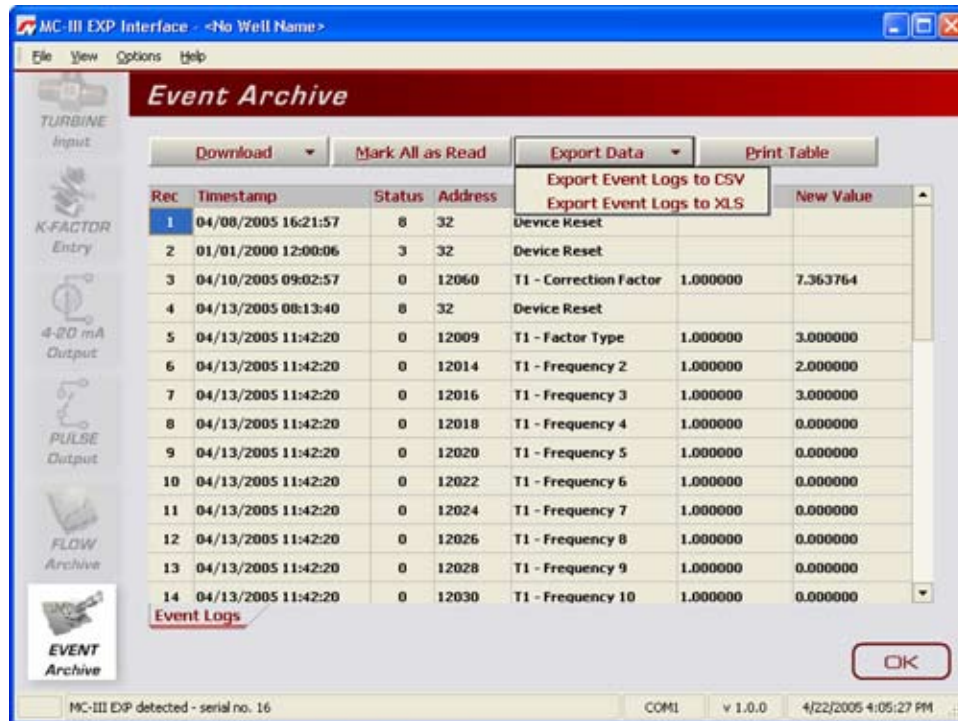 MC-III EXP Interface - <No Well Name>
File View Options Help
Event Archive
TURBINE
Input
K-FACTOR
Entry
4-20 mA
Output
PULSE
Output
FLOW
Archive
EVENT
Archive
Download Mark All as Read Export Data Print Table
Export Event Logs to CSV
Export Event Logs to XLS
Rec Timestamp Status Address New Value
1 04/08/2005 16:21:57 8 32 Device Reset
2 01/01/2000 12:00:06 3 32 Device Reset
3 04/10/2005 09:02:57 0 12060 T1 - Correction Factor 1.000000 7.363764
4 04/13/2005 08:13:40 8 32 Device Reset
5 04/13/2005 11:42:20 0 12009 T1 - Factor Type 1.000000 3.000000
6 04/13/2005 11:42:20 0 12014 T1 - Frequency 2 1.000000 2.000000
7 04/13/2005 11:42:20 0 12016 T1 - Frequency 3 1.000000 3.000000
8 04/13/2005 11:42:20 0 12018 T1 - Frequency 4 1.000000 0.000000
9 04/13/2005 11:42:20 0 12020 T1 - Frequency 5 1.000000 0.000000
10 04/13/2005 11:42:20 0 12022 T1 - Frequency 6 1.000000 0.000000
11 04/13/2005 11:42:20 0 12024 T1 - Frequency 7 1.000000 0.000000
12 04/13/2005 11:42:20 0 12026 T1 - Frequency 8 1.000000 0.000000
13 04/13/2005 11:42:20 0 12028 T1 - Frequency 9 1.000000 0.000000
14 04/13/2005 11:42:20 0 12030 T1 - Frequency 10 1.000000 0.000000
Event Logs
OK
MC-III EXP detected - serial no. 16 COM1 v 1.0.0 4/22/2005 4:05:27 PM